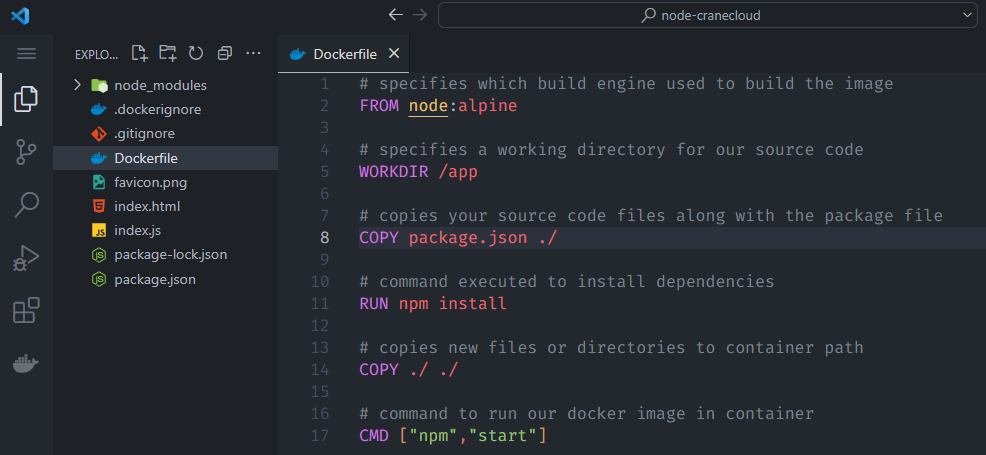 node-cranecloud
EXPLO...
Dockerfile
node_modules
.dockerignore
.gitignore
Dockerfile
favicon.png
index.html
JS
index.js
package-lock.json
package.json
1 # specifies which build engine used to build the image
2 FROM node:alpine
3
4 # specifies a working directory for our source code
5 WORKDIR /app
6
7 # copies your source code files along with the package file
8 COPY package.json ./
9
10 # command executed to install dependencies
11 RUN npm install
12
13 # copies new files or directories to container path
14 COPY ./ ./
15
16 # command to run our docker image in container
17 CMD ["npm","start"]